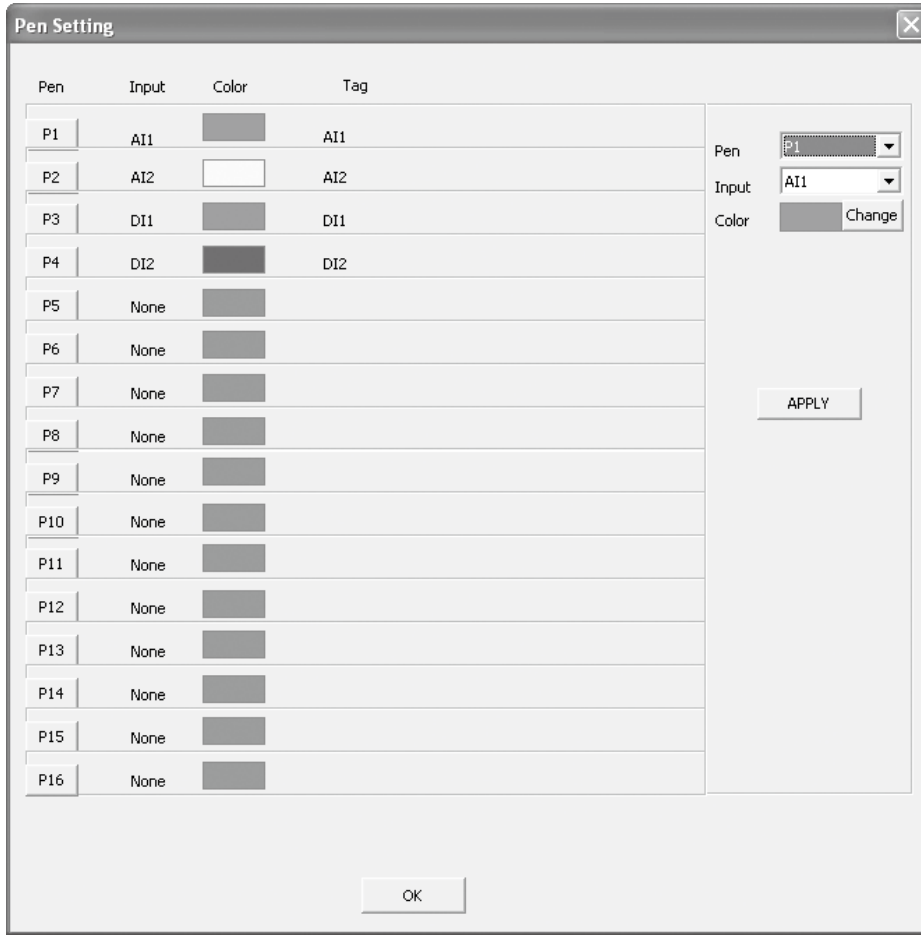 Pen Setting
Pen Input Color Tag
P1 AI1 AI1
P2 AI2 AI2
P3 DI1 DI1
P4 DI2 DI2
P5 None
P6 None
P7 None
P8 None
P9 None
P10 None
P11 None
P12 None
P13 None
P14 None
P15 None
P16 None
Pen P1
Input AI1
Color Change
APPLY
OK